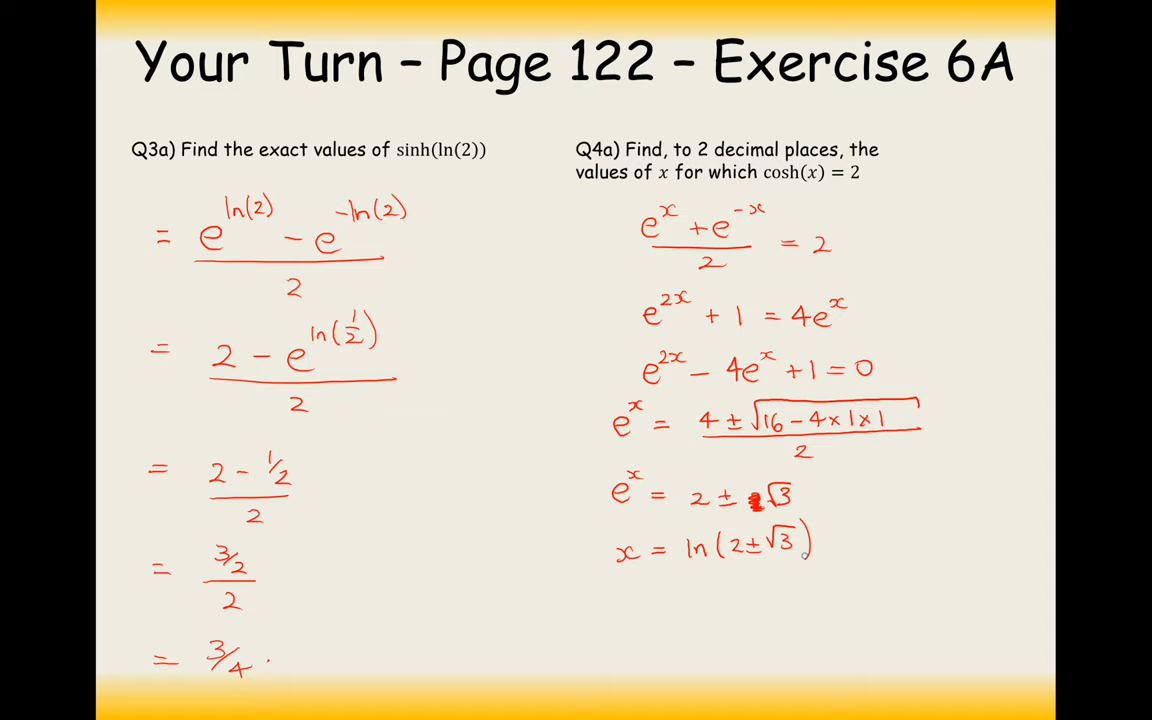 Your Turn – Page 122 – Exercise 6A
Q3a) Find the exact values of sinh(ln(2))
= (e^ln(2) − e^−ln(2))/2
= (2 − e^ln(1/2))/2
= (2 − 1/2)/2
= (3/2)/2
= 3/4 .
Q4a) Find, to 2 decimal places, the
values of x for which cosh(x) = 2
(e^x + e^−x)/2 = 2
e^2x + 1 = 4e^x
e^2x − 4e^x + 1 = 0
e^x = (4 ± √(16 − 4×1×1))/2
e^x = 2 ± √3
x = ln(2 ± √3)